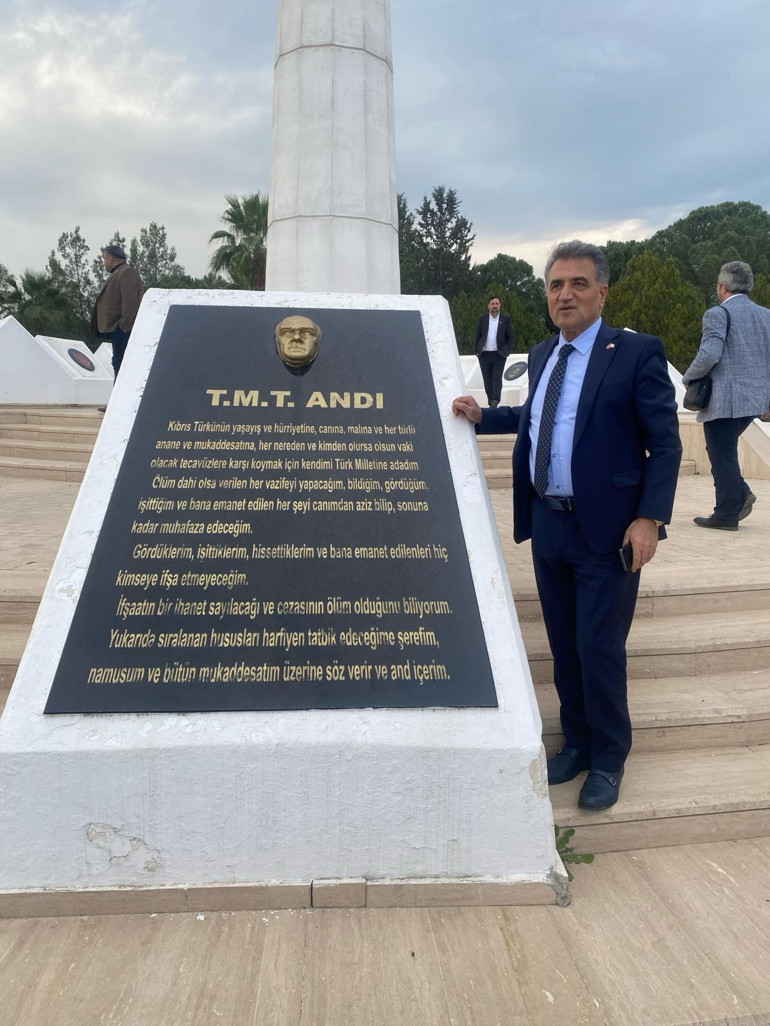 T.M.T. ANDI
Kıbrıs Türkünün yaşayış ve hürriyetine, canına, malına ve her türlü
anane ve mukaddesatına, her nereden ve kimden olursa olsun vaki
olacak tecavüzlere karşı koymak için kendimi Türk Milletine adadım.
Ölüm dahi olsa verilen her vazifeyi yapacağım, bildiğim, gördüğüm,
işittiğim ve bana emanet edilen her şeyi canımdan aziz bilip, sonuna
kadar muhafaza edeceğim.
Gördüklerim, işittiklerim, hissettiklerim ve bana emanet edilenleri hiç
kimseye ifşa etmeyeceğim.
İfşaatın bir ihanet sayılacağı ve cezasının ölüm olduğunu biliyorum.
Yukarıda sıralanan hususları harfiyen tatbik edeceğime şerefim,
namusum ve bütün mukaddesatım üzerine söz verir ve and içerim.